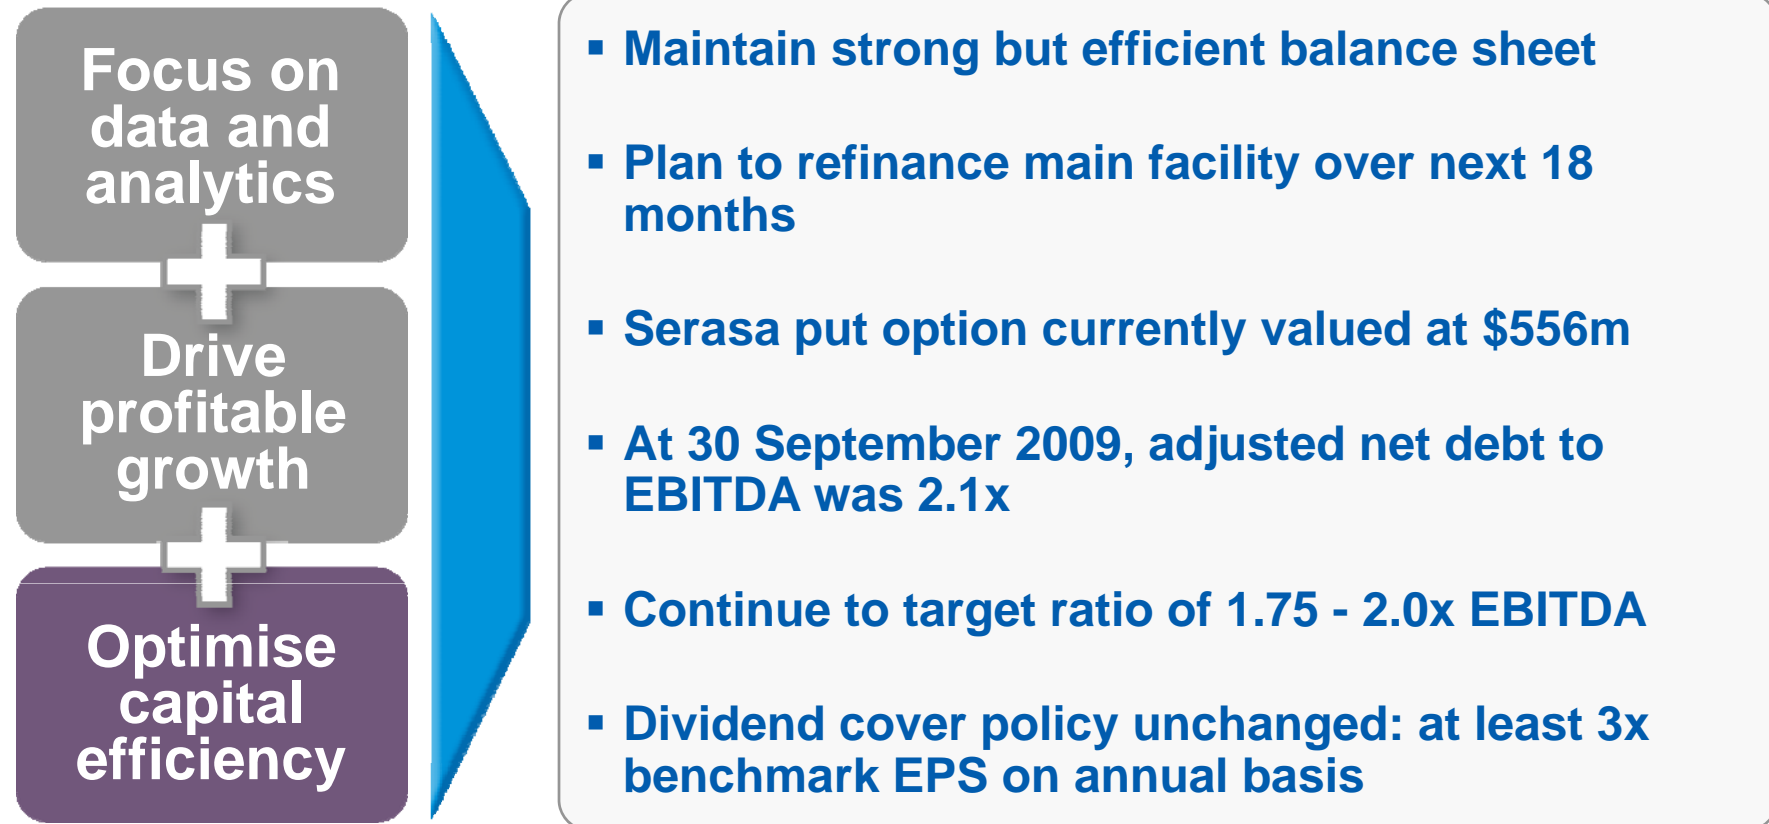 Focus on
data and
analytics
Drive
profitable
growth
Optimise
capital
efficiency
▪ Maintain strong but efficient balance sheet
▪ Plan to refinance main facility over next 18
months
▪ Serasa put option currently valued at $556m
▪ At 30 September 2009, adjusted net debt to
EBITDA was 2.1x
▪ Continue to target ratio of 1.75 - 2.0x EBITDA
▪ Dividend cover policy unchanged: at least 3x
benchmark EPS on annual basis